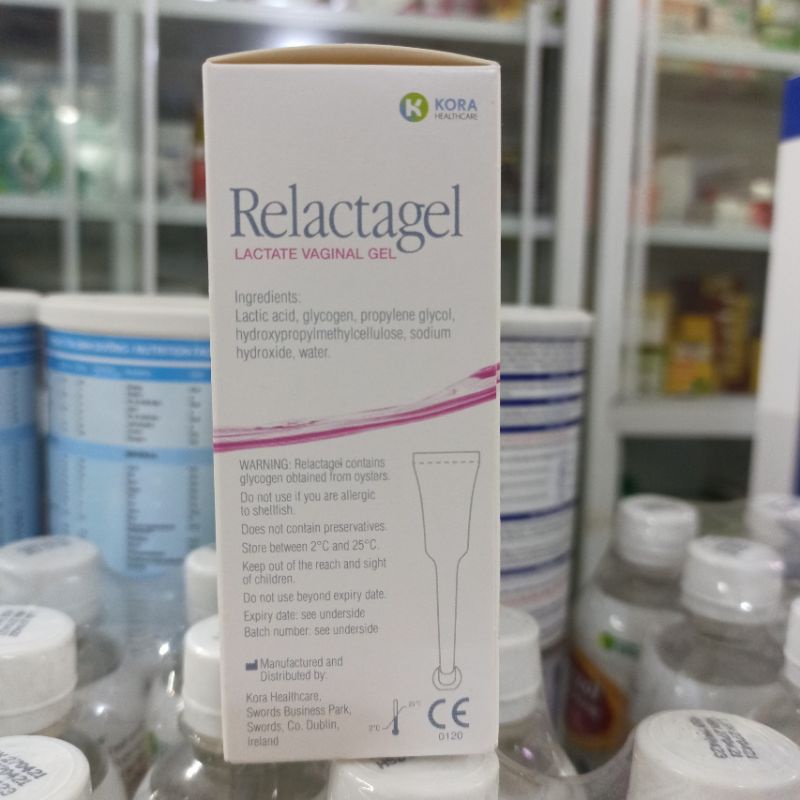 KORA
HEALTHCARE
Relactagel
LACTATE VAGINAL GEL
Ingredients:
Lactic acid, glycogen, propylene glycol,
hydroxypropylmethylcellulose, sodium
hydroxide, water.
WARNING: Relactagel contains
glycogen obtained from oysters.
Do not use if you are allergic
to shellfish.
Does not contain preservatives.
Store between 2°C and 25°C.
Keep out of the reach and sight
of children.
Do not use beyond expiry date.
Expiry date: see underside
Batch number: see underside
Manufactured and
Distributed by:
Kora Healthcare,
Swords Business Park,
Swords, Co. Dublin,
Ireland
2°C
25°C
CE
0120